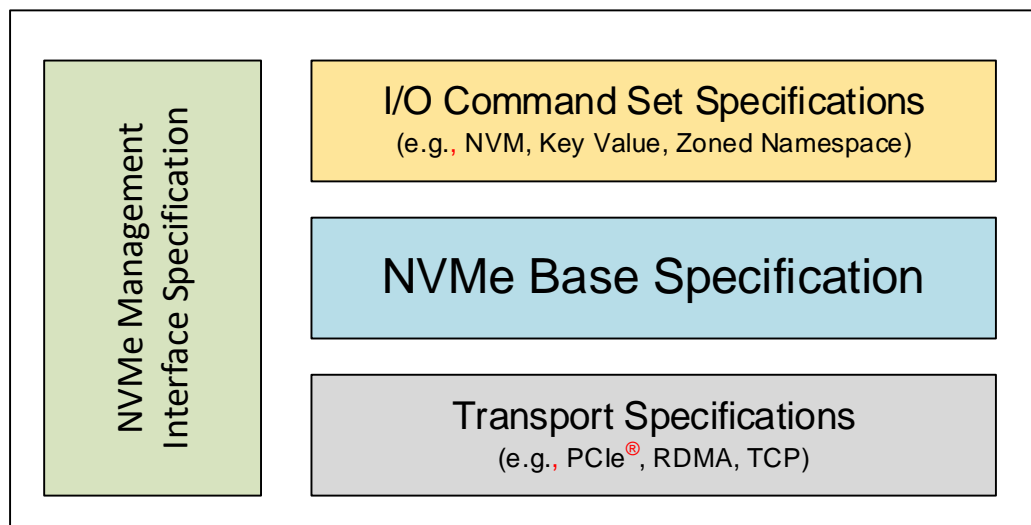 NVMe Management
Interface Specification
I/O Command Set Specifications
(e.g., NVM, Key Value, Zoned Namespace)
NVMe Base Specification
Transport Specifications
(e.g., PCIe®, RDMA, TCP)